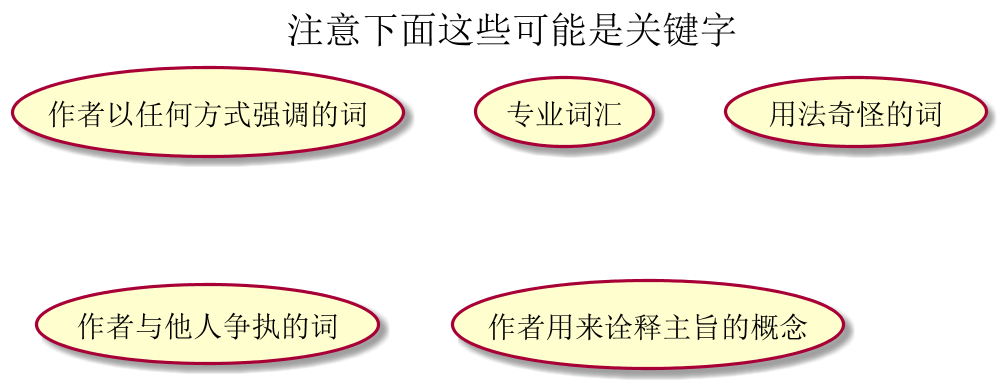 注意下面这些可能是关键字
作者以任何方式强调的词
专业词汇
用法奇怪的词
作者与他人争执的词
作者用来诠释主旨的概念